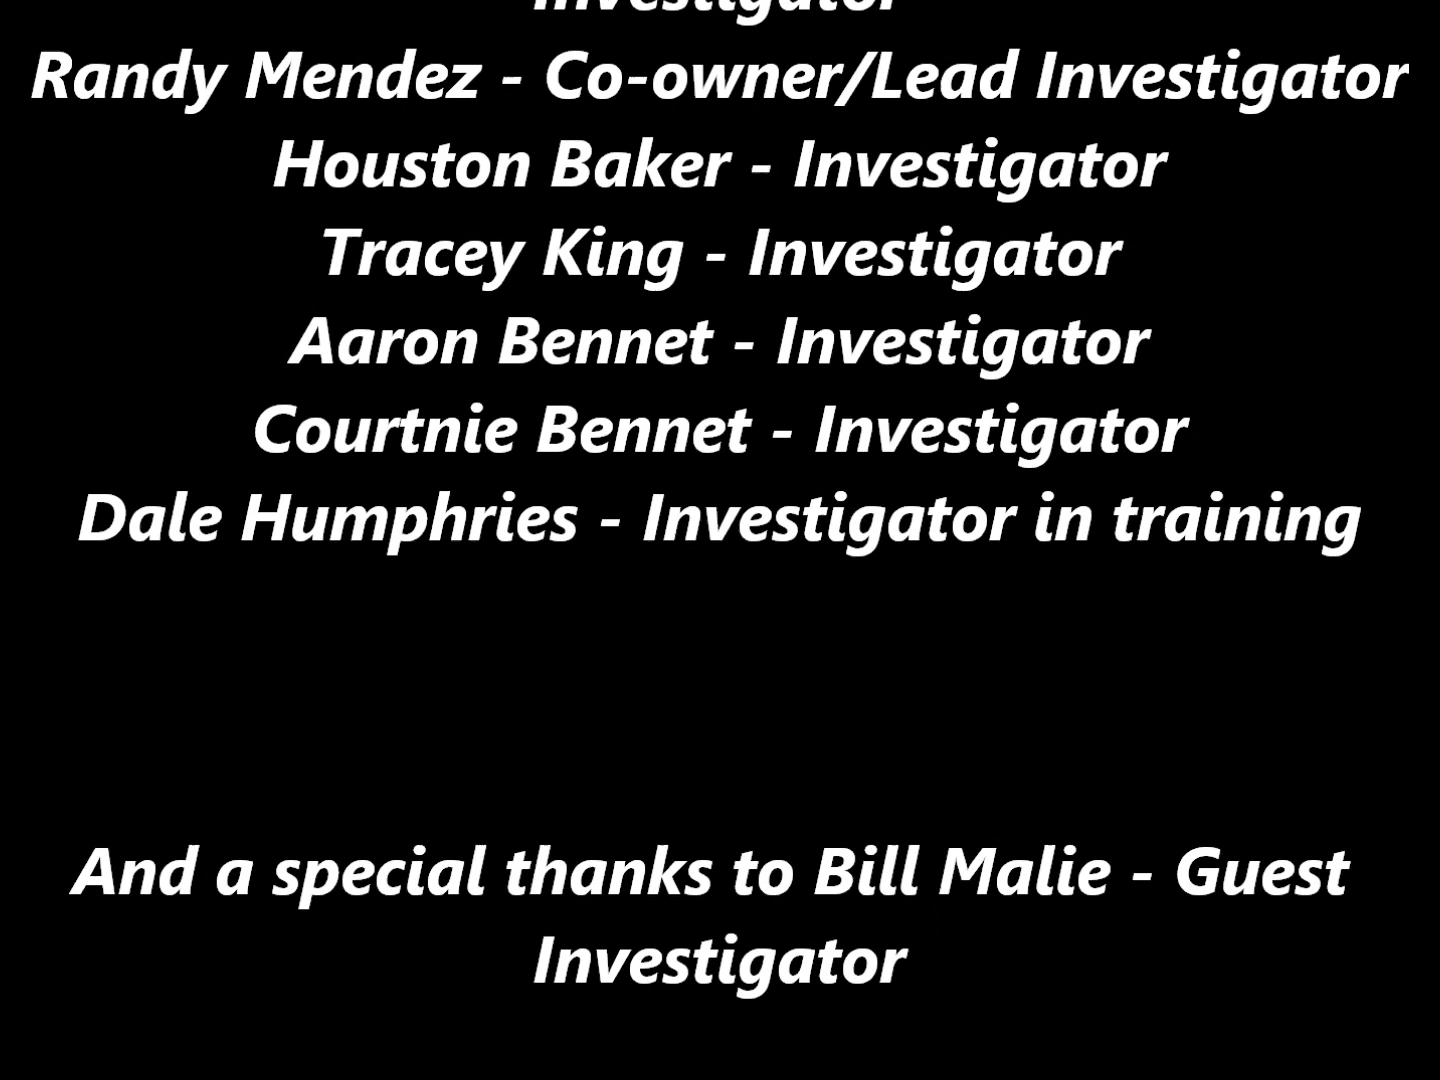 Investigator
Randy Mendez - Co-owner/Lead Investigator
Houston Baker - Investigator
Tracey King - Investigator
Aaron Bennet - Investigator
Courtnie Bennet - Investigator
Dale Humphries - Investigator in training
And a special thanks to Bill Malie - Guest
Investigator